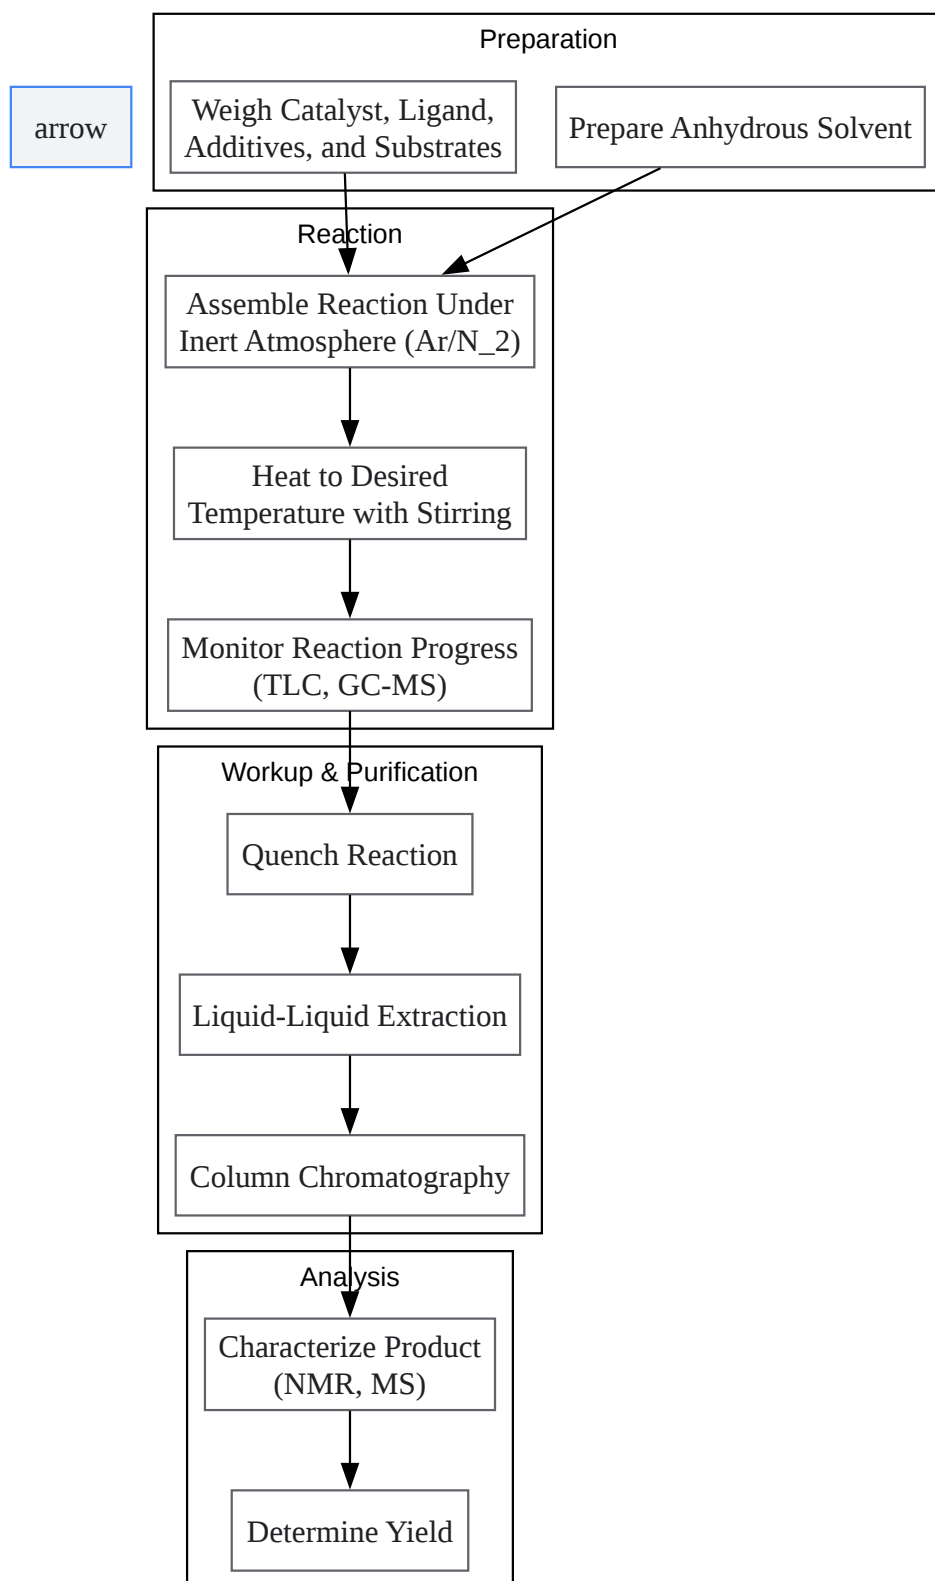 Preparation
arrow
Weigh Catalyst, Ligand,
Additives, and Substrates
Prepare Anhydrous Solvent
Reaction
Assemble Reaction Under
Inert Atmosphere (Ar/N_2)
Heat to Desired
Temperature with Stirring
Monitor Reaction Progress
(TLC, GC-MS)
Workup & Purification
Quench Reaction
Liquid-Liquid Extraction
Column Chromatography
Analysis
Characterize Product
(NMR, MS)
Determine Yield